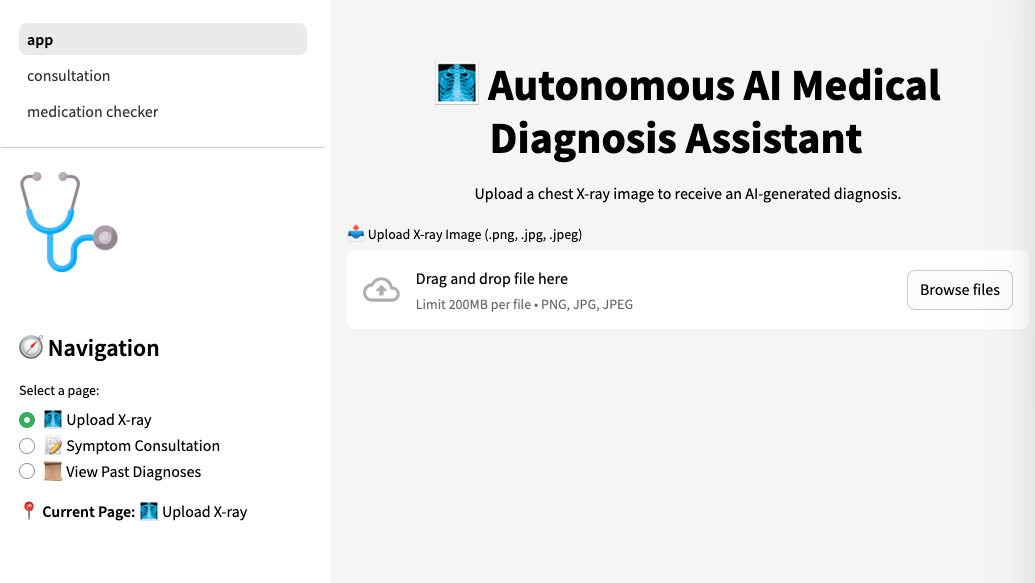 app
consultation
medication checker
Navigation
Select a page:
Upload X-ray
Symptom Consultation
View Past Diagnoses
Current Page: Upload X-ray
Autonomous AI Medical
Diagnosis Assistant
Upload a chest X-ray image to receive an AI-generated diagnosis.
Upload X-ray Image (.png, .jpg, .jpeg)
Drag and drop file here
Limit 200MB per file • PNG, JPG, JPEG
Browse files